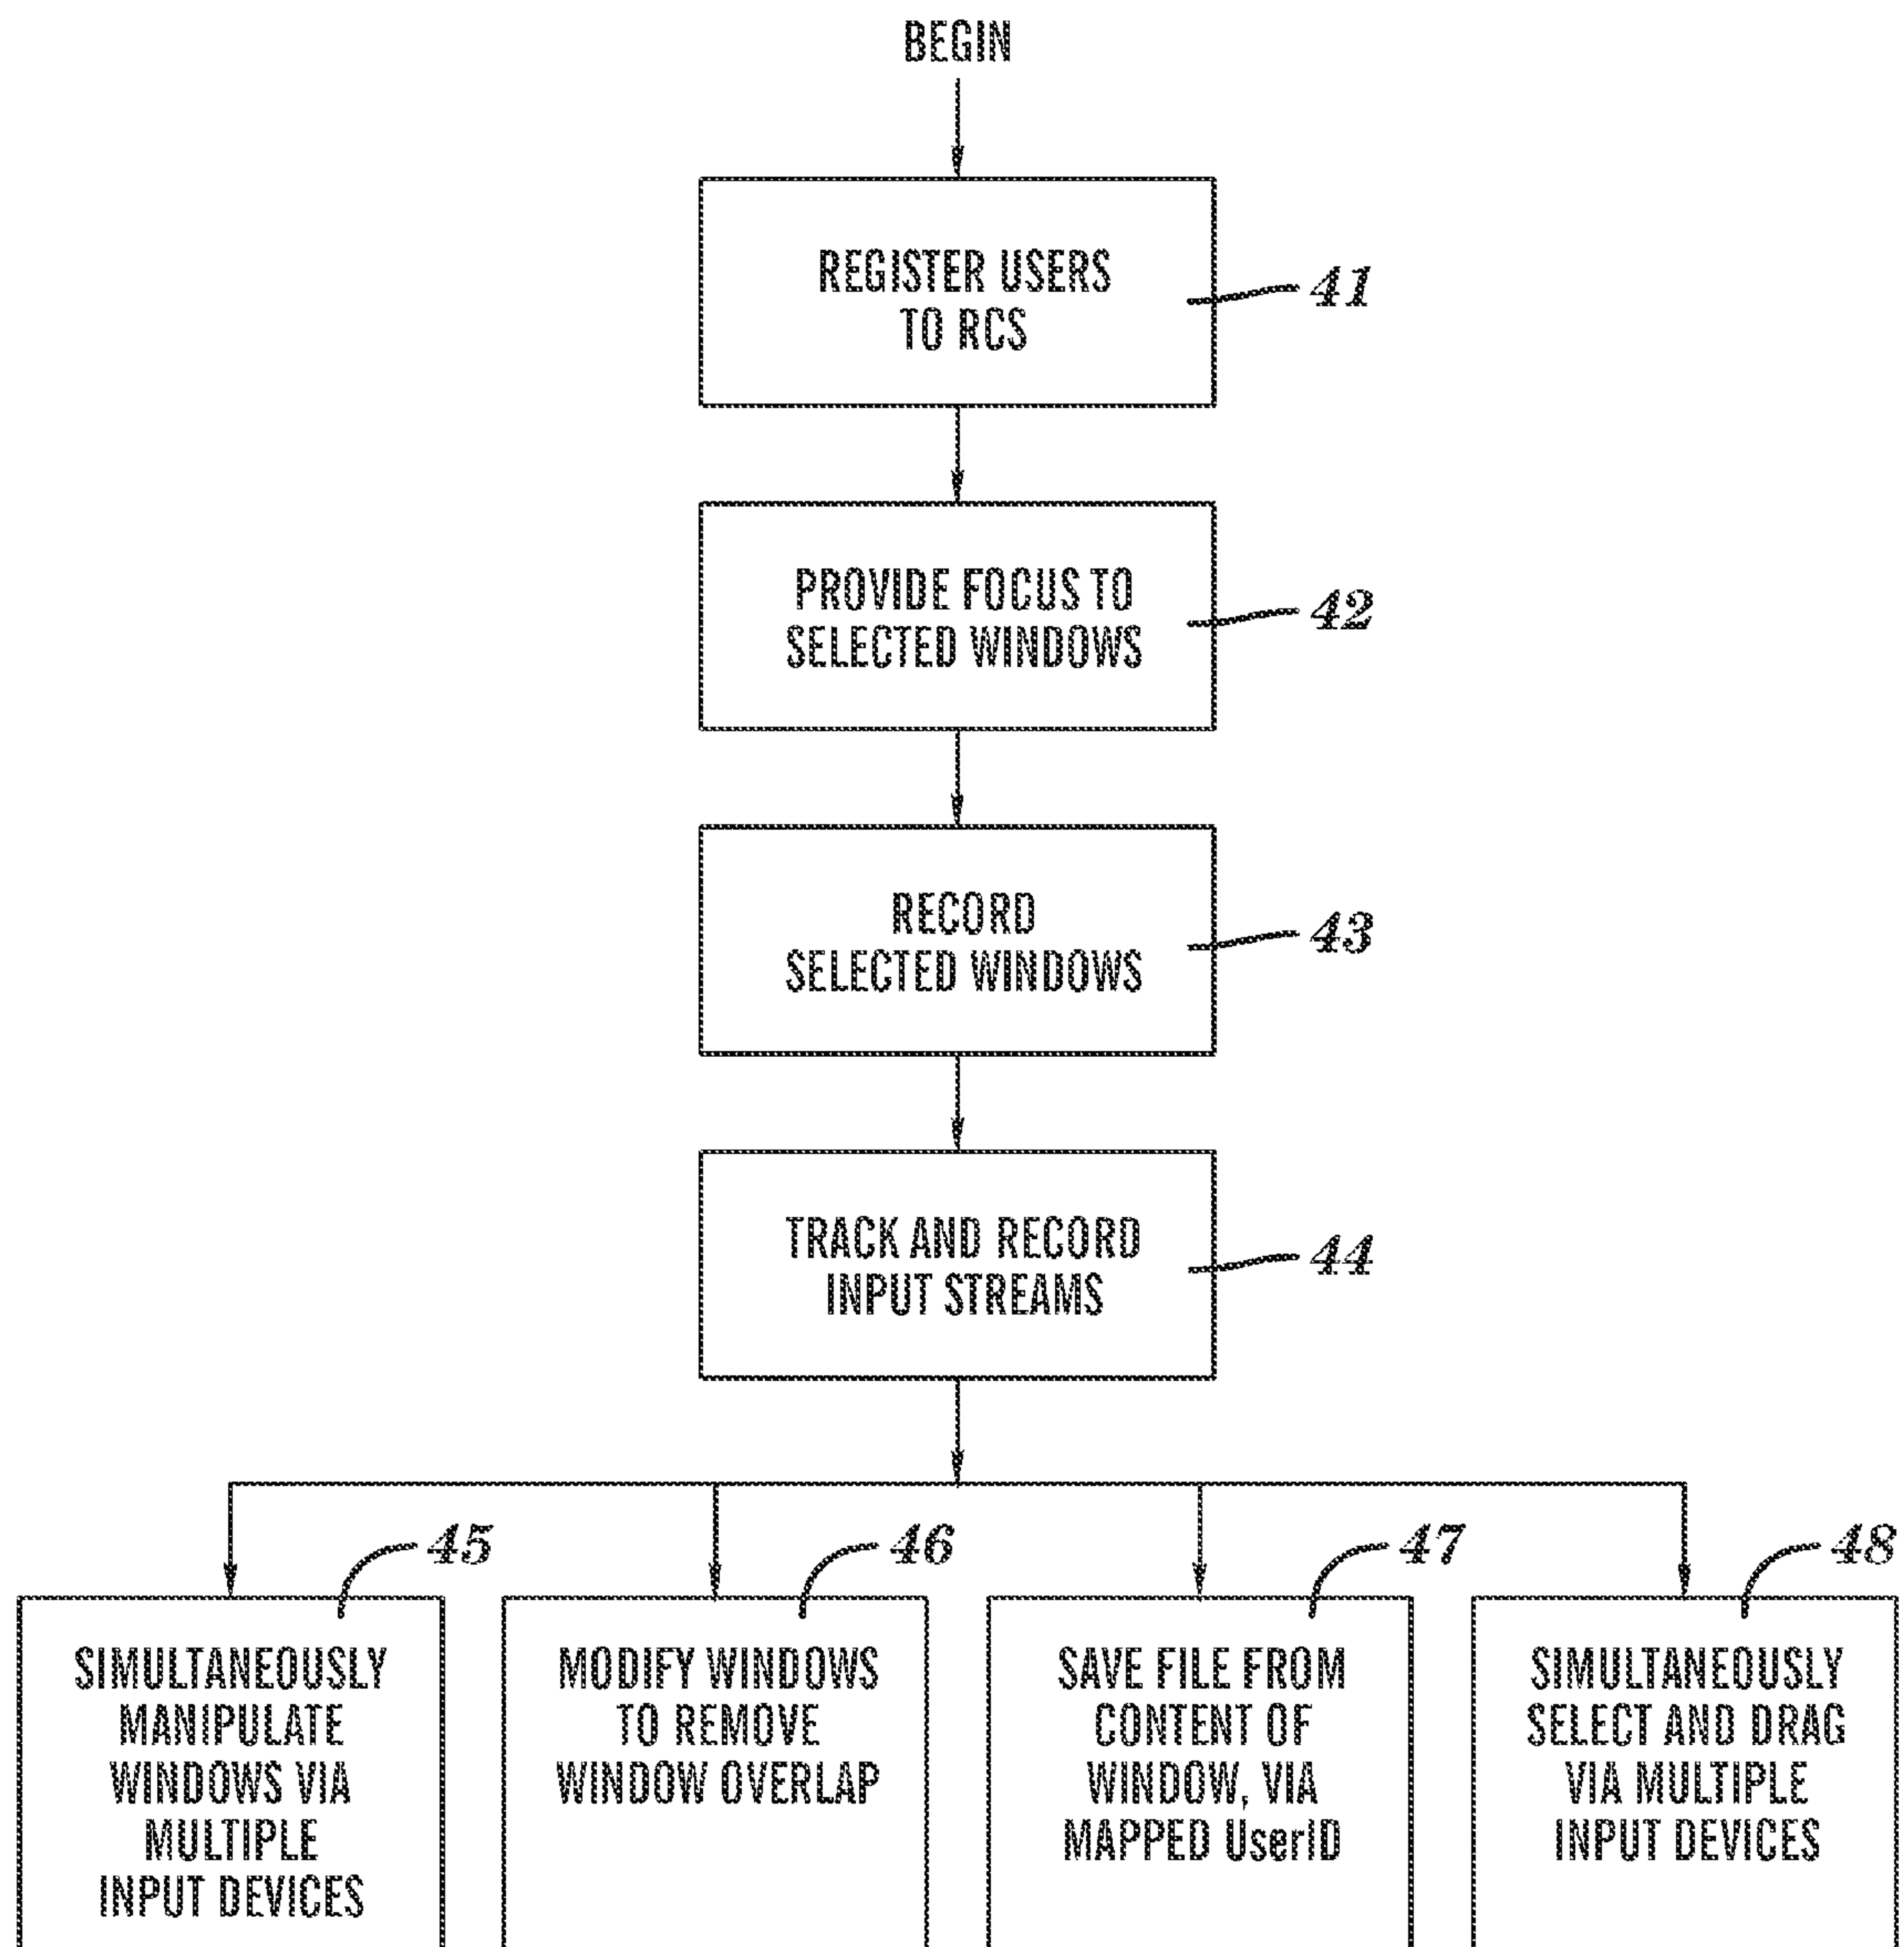 BEGIN
REGISTER USERS
TO RCS
41
PROVIDE FOCUS TO
SELECTED WINDOWS
42
RECORD
SELECTED WINDOWS
43
TRACK AND RECORD
INPUT STREAMS
44
45
SIMULTANEOUSLY
MANIPULATE
WINDOWS VIA
MULTIPLE
INPUT DEVICES
46
MODIFY WINDOWS
TO REMOVE
WINDOW OVERLAP
47
SAVE FILE FROM
CONTENT OF
WINDOW, VIA
MAPPED UserID
48
SIMULTANEOUSLY
SELECT AND DRAG
VIA MULTIPLE
INPUT DEVICES